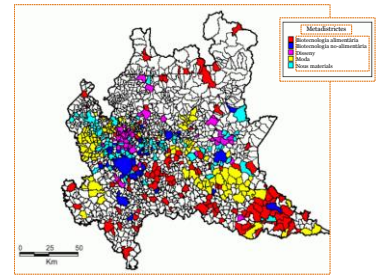 Metadistrictes
Biotecnologia alimentària
Biotecnologia no-alimentària
Disseny
Moda
Nous materials
0 25 50
Km